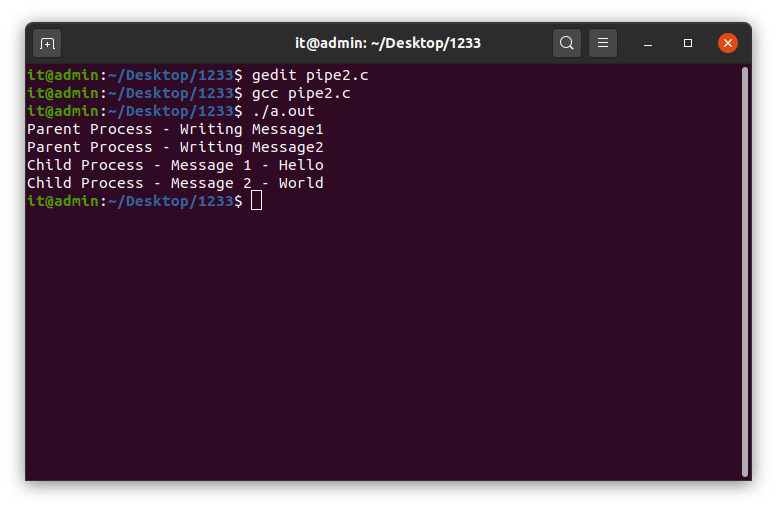 it@admin: ~/Desktop/1233
it@admin:~/Desktop/1233$ gedit pipe2.c
it@admin:~/Desktop/1233$ gcc pipe2.c
it@admin:~/Desktop/1233$ ./a.out
Parent Process - Writing Message1
Parent Process - Writing Message2
Child Process - Message 1 - Hello
Child Process - Message 2 - World
it@admin:~/Desktop/1233$